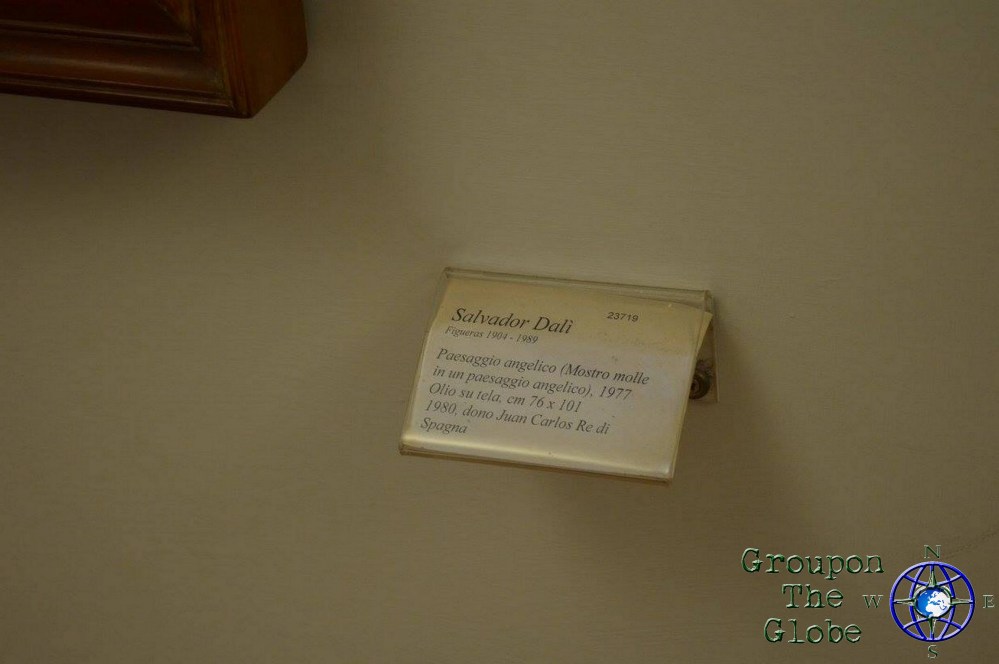 Salvador Dalì 23719
Figueras 1904 - 1989
Paesaggio angelico (Mostro molle
in un paesaggio angelico), 1977
Olio su tela, cm 76 x 101
1980, dono Juan Carlos Re di
Spagna
Groupon
The
Globe
N
W E
S